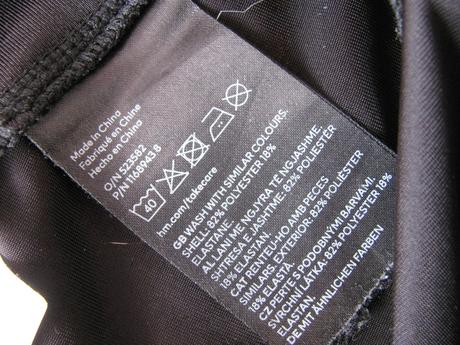 Made in China
Fabriqué en Chine
Hecho en China
O/N 523582
P/N 1168943.8
40
hm.com/takecare
GB WASH WITH SIMILAR COLOURS.
SHELL: 82% POLYESTER 18%
ELASTANE.
ALLANI ME NGJYRA TË NGJASHME.
SHTRESA E JASHTME: 82% POLIESTER
18% ELASTAN.
CAT RENTEU-HO AMB PECES
SIMILARS. EXTERIOR: 82% POLIÈSTER
18% ELASTÀ.
CZ PERTE S PODOBNÝMI BARVAMI.
SVRCHNÍ LÁTKA: 82% POLYESTER 18%
ELASTAN.
DE MIT ÄHNLICHEN FARBEN